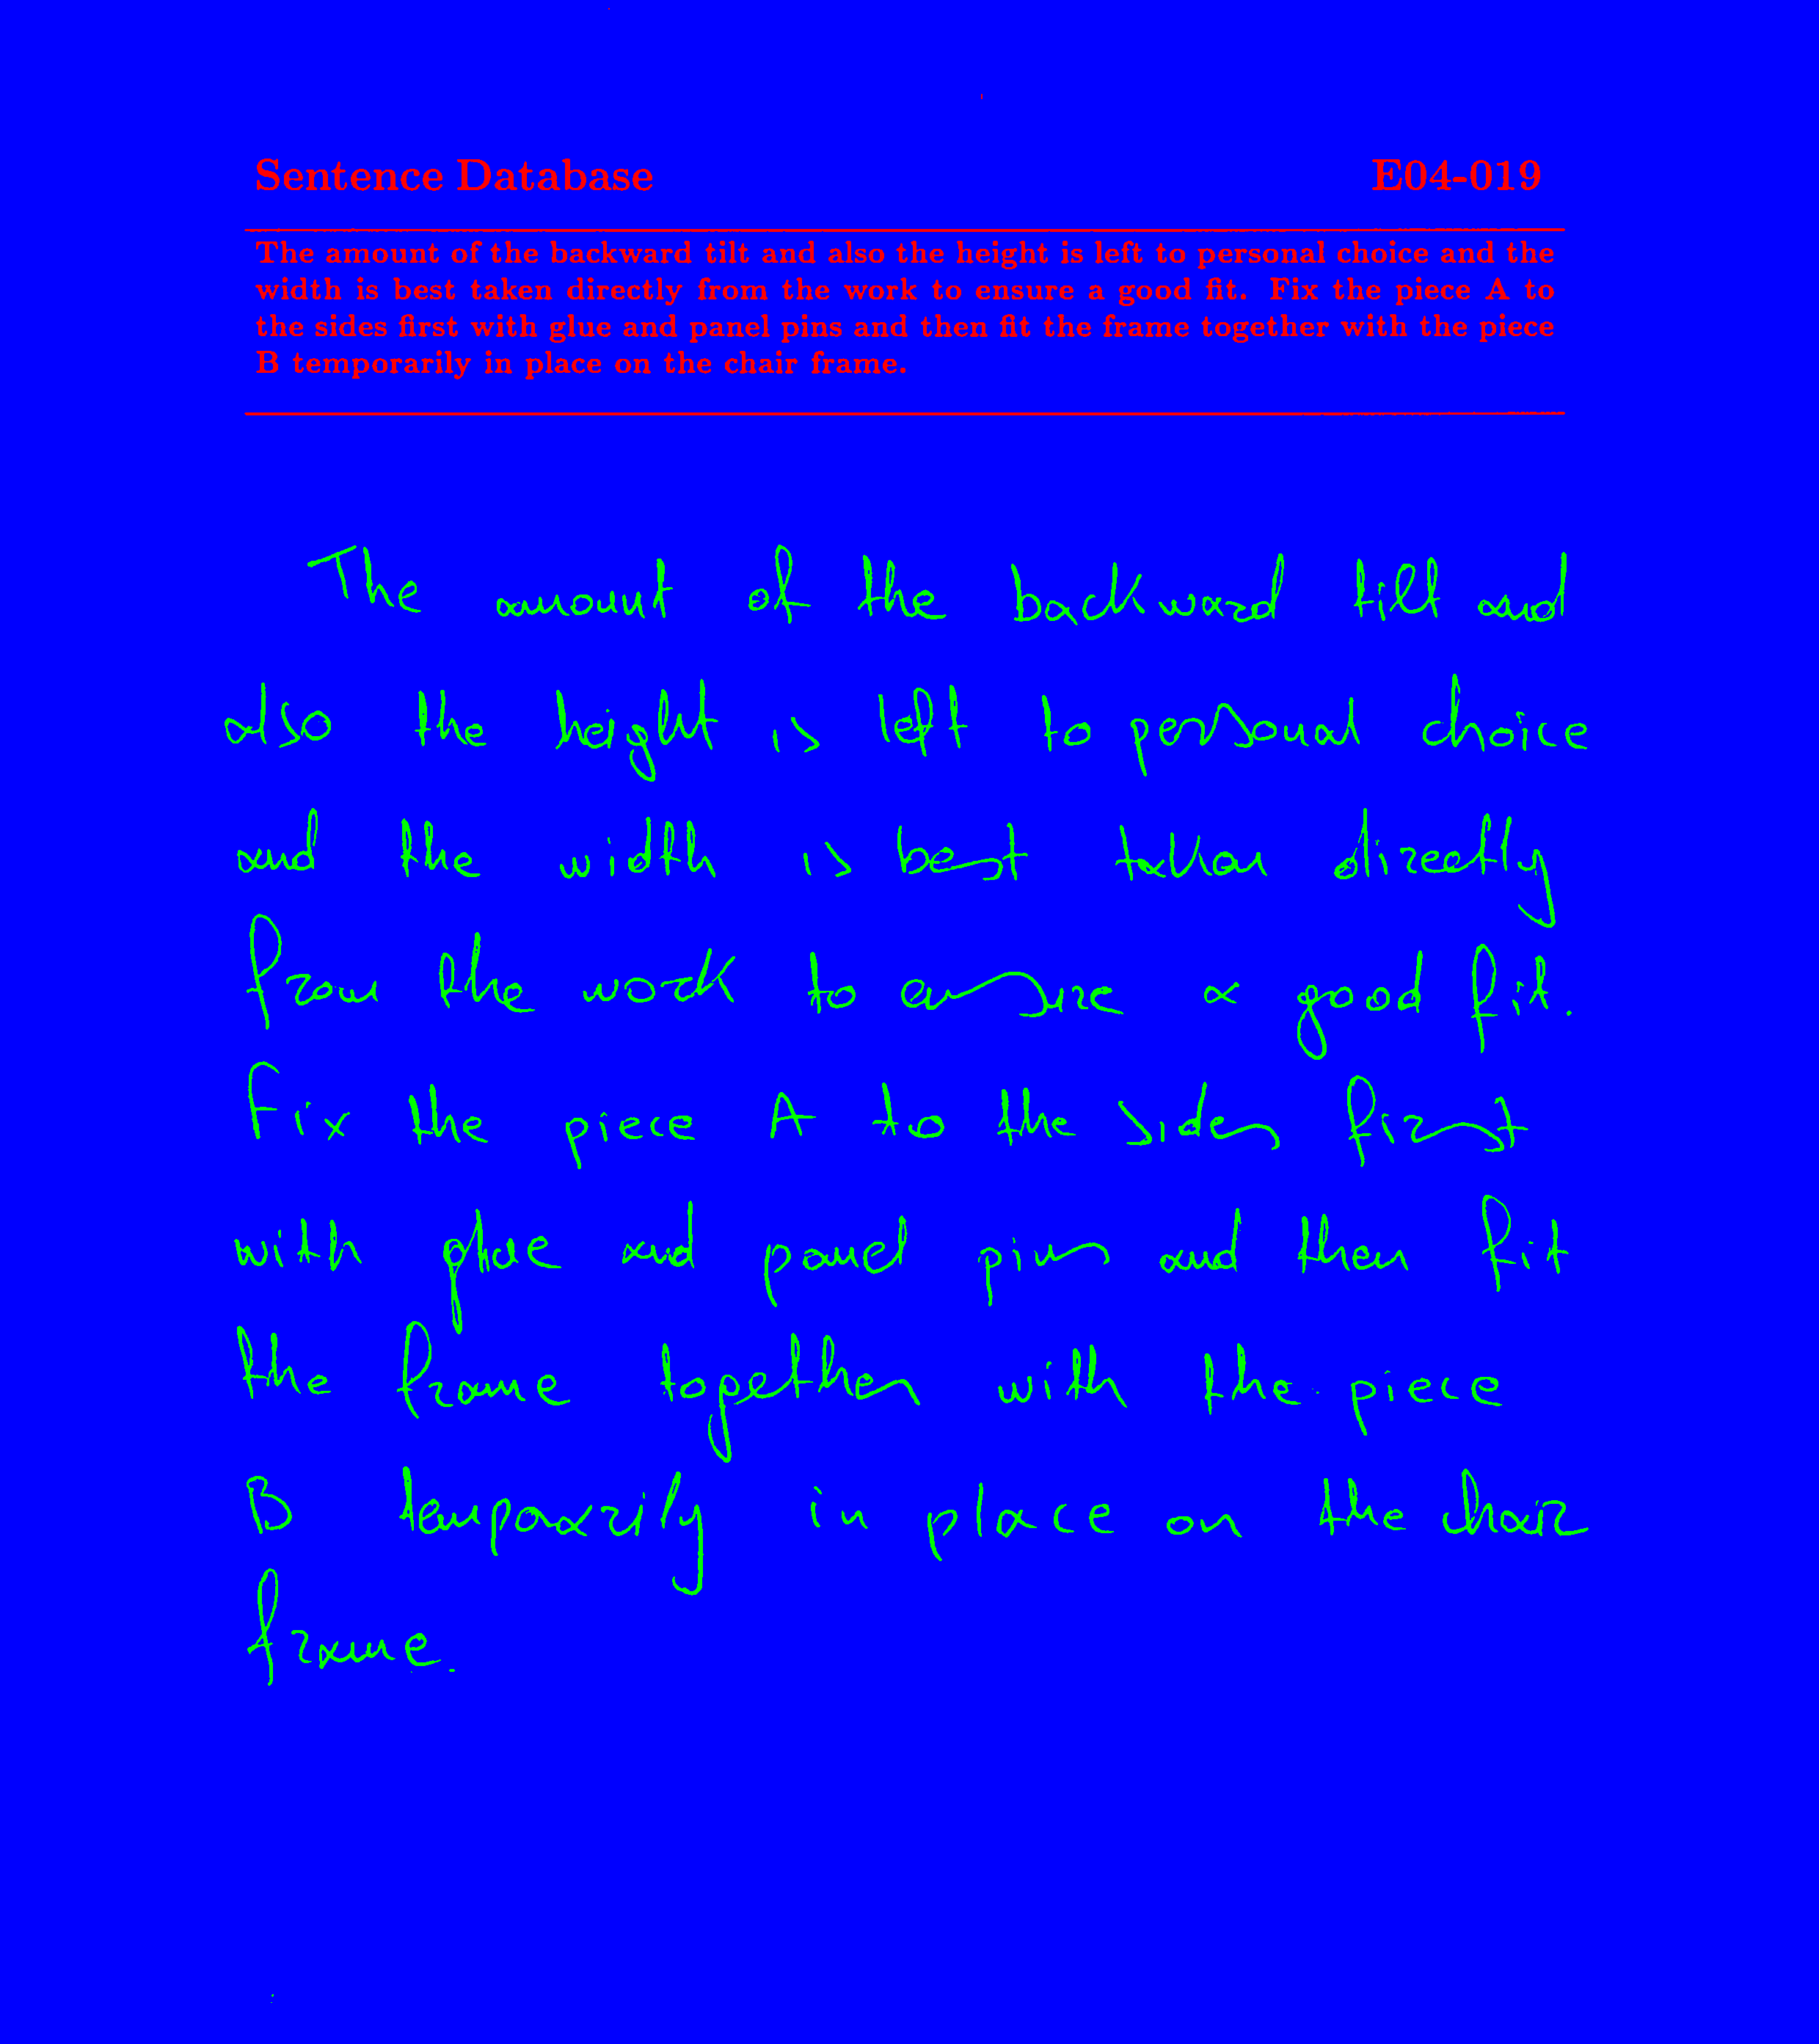 Sentence Database E04-019
The amount of the backward tilt and also the height is left to personal choice and the
width is best taken directly from the work to ensure a good fit. Fix the piece A to
the sides first with glue and panel pins and then fit the frame together with the piece
B temporarily in place on the chair frame.
The amount of the backward tilt and
also the height is left to personal choice
and the width is best taken directly
from the work to ensure a good fit.
Fix the piece A to the sides first
with glue and panel pins and then fit
the frame together with the piece
B temporarily in place on the chair
frame.